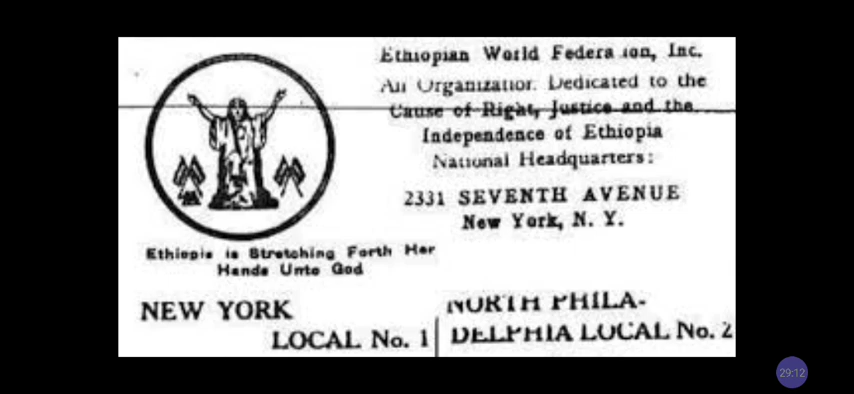 Ethiopian World Federa ion, Inc.
An Organization Dedicated to the
Cause of Right, Justice and the
Independence of Ethiopia
National Headquarters:
2331 SEVENTH AVENUE
New York, N. Y.
Ethiopia is Stretching Forth Her
Hands Unto God
NEW YORK
LOCAL No. 1
NORTH PHILA-
DELPHIA LOCAL No. 2
29:12